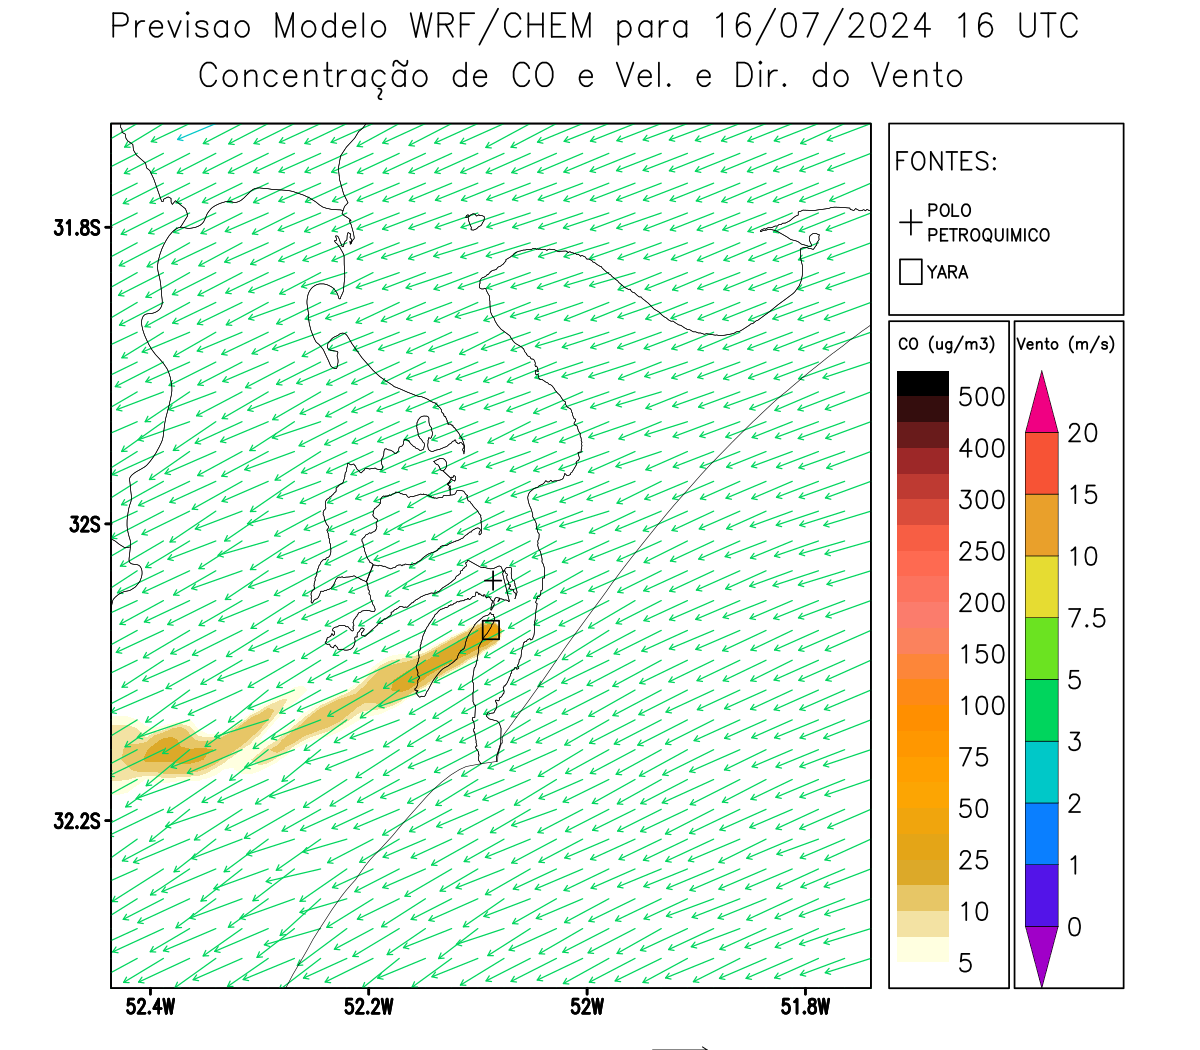 Previsao Modelo WRF/CHEM para 16/07/2024 16 UTC
Concentração de CO e Vel. e Dir. do Vento
FONTES:
POLO
PETROQUIMICO
YARA
31.8S
32S
32.2S
52.4W
52.2W
52W
51.8W
CO (ug/m3)
500
400
300
250
200
150
100
75
50
25
10
5
Vento (m/s)
20
15
10
7.5
5
3
2
1
0